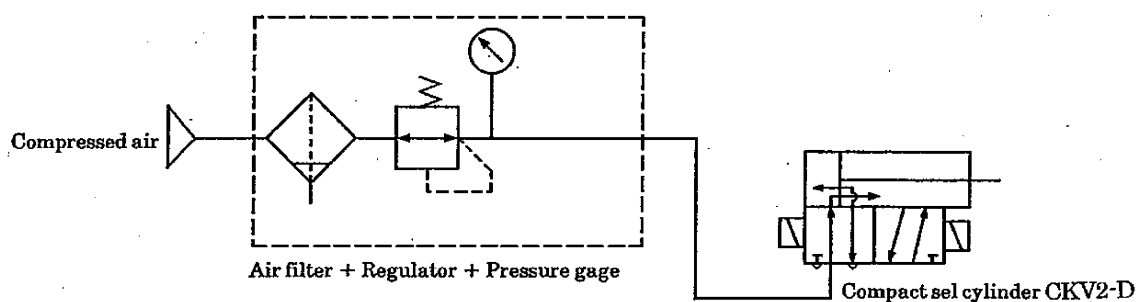 Compressed air
Air filter + Regulator + Pressure gage
Compact sel cylinder CKV2-D